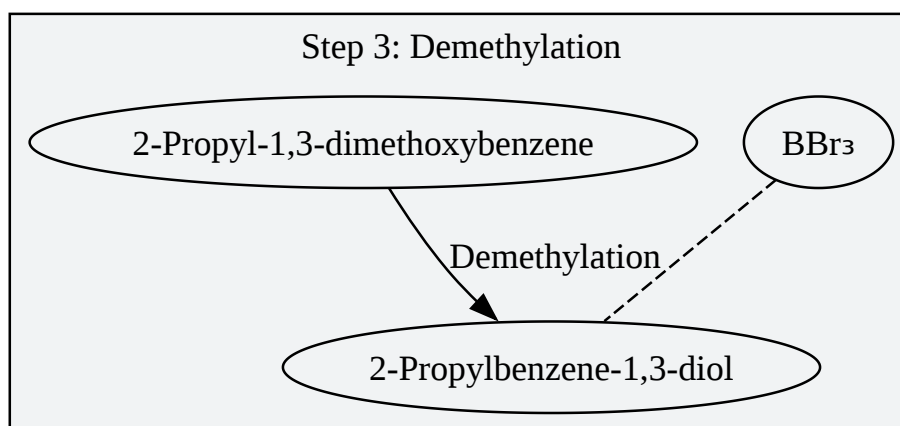 Step 3: Demethylation
2-Propyl-1,3-dimethoxybenzene
BBr₃
Demethylation
2-Propylbenzene-1,3-diol